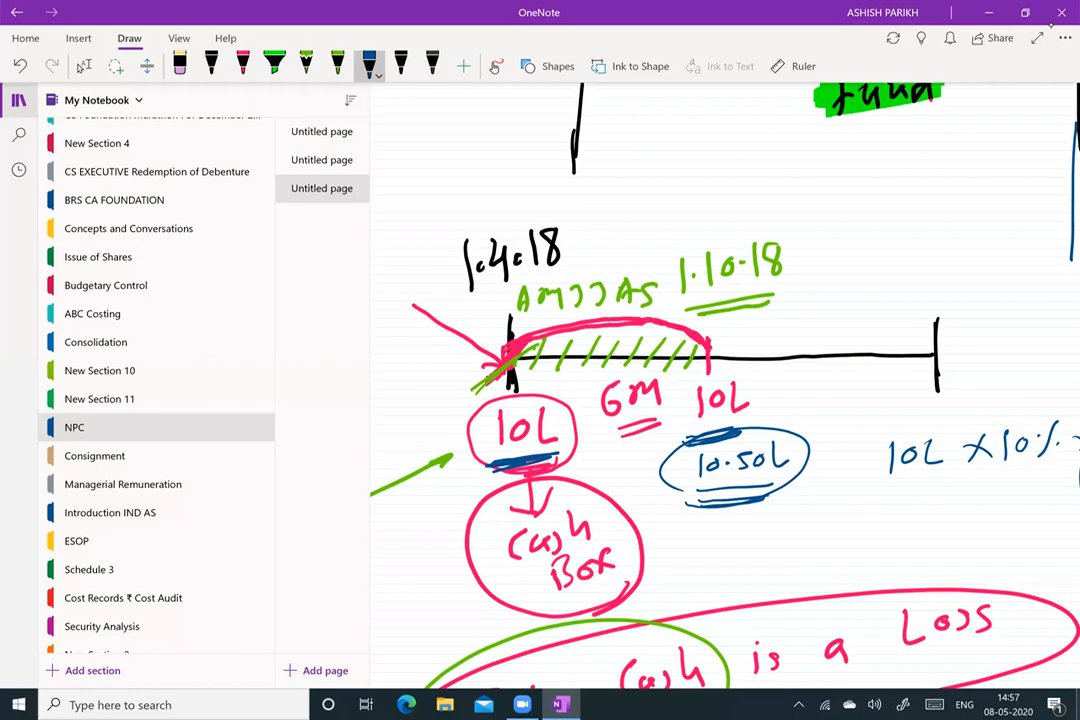 OneNote
ASHISH PARIKH
Home Insert Draw View Help
Share
Shapes Ink to Shape Ink to Text Ruler
My Notebook
New Section 4
CS EXECUTIVE Redemption of Debenture
BRS CA FOUNDATION
Concepts and Conversations
Issue of Shares
Budgetary Control
ABC Costing
Consolidation
New Section 10
New Section 11
NPC
Consignment
Managerial Remuneration
Introduction IND AS
ESOP
Schedule 3
Cost Records ₹ Cost Audit
Security Analysis
Add section
Untitled page
Untitled page
Untitled page
Add page
Fund
1.4.18
AMJJAS 1.10.18
10L 6M 10L
10.50L
10L X 10%
Cash
Box
Cash is a Loss
Type here to search
ENG
14:57
08-05-2020
1